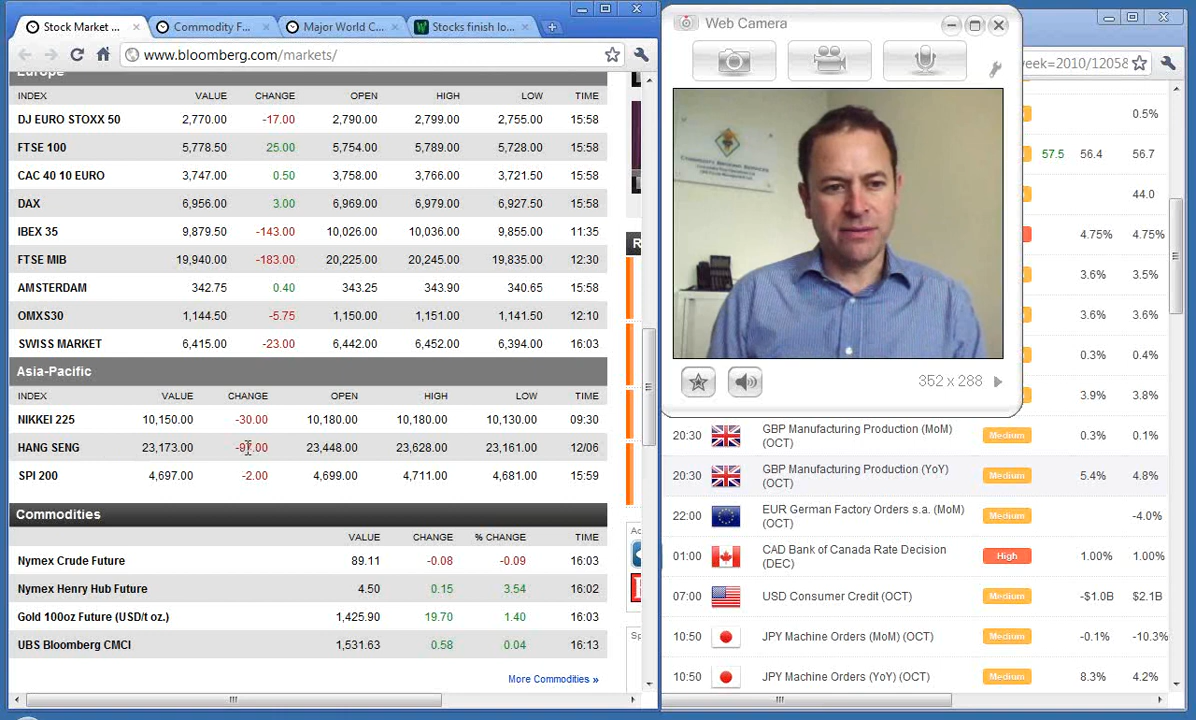 Stock Market ...
Commodity F...
Major World C...
Stocks finish lo...
www.bloomberg.com/markets/
Europe
INDEX VALUE CHANGE OPEN HIGH LOW TIME
DJ EURO STOXX 50 2,770.00 -17.00 2,790.00 2,799.00 2,755.00 15:58
FTSE 100 5,778.50 25.00 5,754.00 5,789.00 5,728.00 15:58
CAC 40 10 EURO 3,747.00 0.50 3,758.00 3,766.00 3,721.50 15:58
DAX 6,956.00 3.00 6,969.00 6,979.00 6,927.50 15:58
IBEX 35 9,879.50 -143.00 10,026.00 10,036.00 9,855.00 11:35
FTSE MIB 19,940.00 -183.00 20,225.00 20,245.00 19,835.00 12:30
AMSTERDAM 342.75 0.40 343.25 343.90 340.65 15:58
OMXS30 1,144.50 -5.75 1,150.00 1,151.00 1,141.50 12:10
SWISS MARKET 6,415.00 -23.00 6,442.00 6,452.00 6,394.00 16:03
Asia-Pacific
INDEX VALUE CHANGE OPEN HIGH LOW TIME
NIKKEI 225 10,150.00 -30.00 10,180.00 10,180.00 10,130.00 09:30
HANG SENG 23,173.00 23,448.00 23,628.00 23,161.00 12/06
SPI 200 4,697.00 -2.00 4,699.00 4,711.00 4,681.00 15:59
Commodities
VALUE CHANGE % CHANGE TIME
Nymex Crude Future 89.11 -0.08 -0.09 16:03
Nymex Henry Hub Future 4.50 0.15 3.54 16:02
Gold 100oz Future (USD/t oz.) 1,425.90 19.70 1.40 16:03
UBS Bloomberg CMCI 1,531.63 0.58 0.04 16:13
More Commodities »
Web Camera
352 x 288
week=2010/12058
0.5%
57.5 56.4 56.7
44.0
4.75% 4.75%
3.6% 3.5%
3.6% 3.6%
0.3% 0.4%
3.9% 3.8%
20:30 GBP Manufacturing Production (MoM) Medium 0.3% 0.1%
(OCT)
20:30 GBP Manufacturing Production (YoY) Medium 5.4% 4.8%
(OCT)
22:00 EUR German Factory Orders s.a. (MoM) Medium -4.0%
(OCT)
01:00 CAD Bank of Canada Rate Decision High 1.00% 1.00%
(DEC)
07:00 USD Consumer Credit (OCT) Medium -$1.0B $2.1B
10:50 JPY Machine Orders (MoM) (OCT) Medium -0.1% -10.3%
10:50 JPY Machine Orders (YoY) (OCT) Medium 8.3% 4.2%